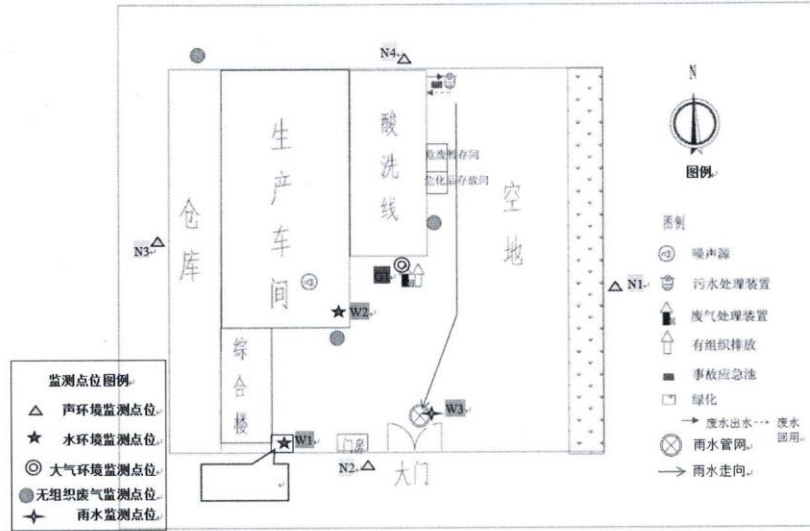 N4
N
生产车间
酸洗线
危废暂存间
危化品存放间
图例
仓库
空地
图例
N3
噪声源
G1
N1
污水处理装置
W2
废气处理装置
综合楼
有组织排放
监测点位图例
事故应急池
声环境监测点位
绿化
W3
废水出水
废水回用
水环境监测点位
W1
门房
雨水管网
大气环境监测点位
N2
大门
雨水走向
无组织废气监测点位
雨水监测点位